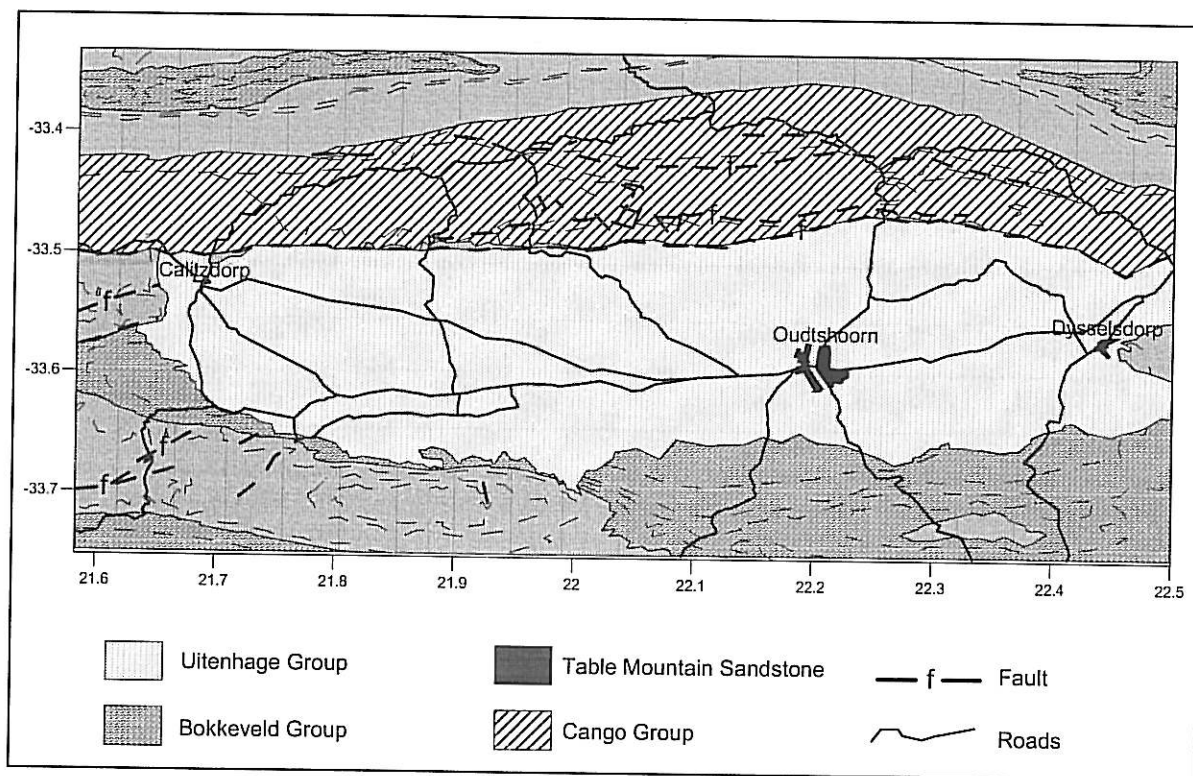 -33.4
f
f
-33.5
f
Calitzdorp
f
Oudtshoorn
Dysselsdorp
-33.6
f
-33.7
f
21.6 21.7 21.8 21.9 22 22.1 22.2 22.3 22.4 22.5
Uitenhage Group
Table Mountain Sandstone
f Fault
Bokkeveld Group
Cango Group
Roads